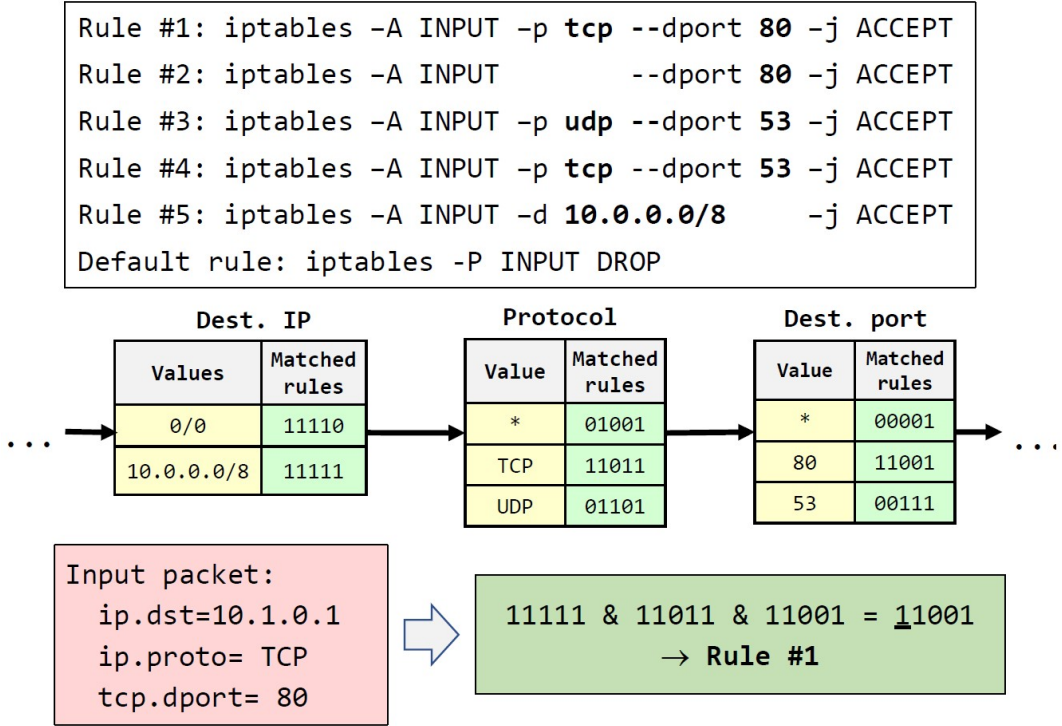 Rule #1: iptables –A INPUT –p tcp --dport 80 –j ACCEPT
Rule #2: iptables –A INPUT --dport 80 –j ACCEPT
Rule #3: iptables –A INPUT –p udp --dport 53 –j ACCEPT
Rule #4: iptables –A INPUT –p tcp --dport 53 –j ACCEPT
Rule #5: iptables –A INPUT –d 10.0.0.0/8 –j ACCEPT
Default rule: iptables -P INPUT DROP
Dest. IP
Values Matched rules
0/0 11110
10.0.0.0/8 11111
Protocol
Value Matched rules
* 01001
TCP 11011
UDP 01101
Dest. port
Value Matched rules
* 00001
80 11001
53 00111
...
...
Input packet:
ip.dst=10.1.0.1
ip.proto= TCP
tcp.dport= 80
11111 & 11011 & 11001 = 11001
→ Rule #1